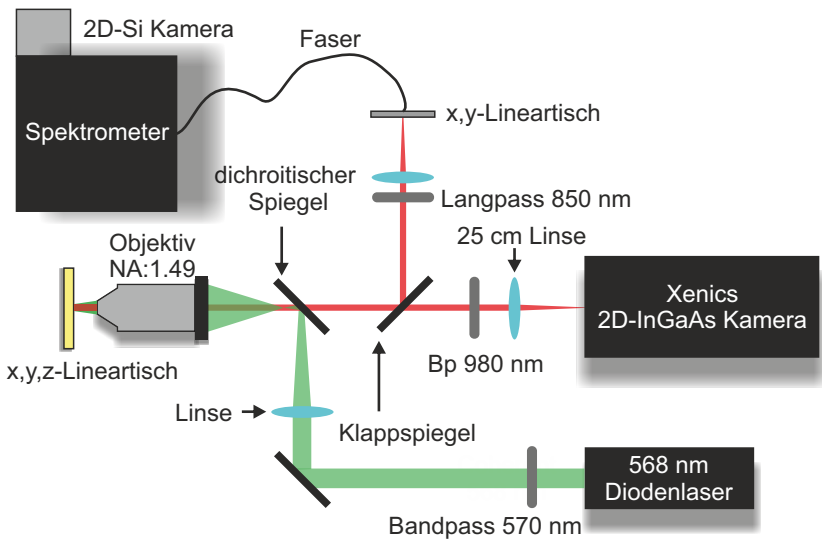 2D-Si Kamera
Faser
Spektrometer
x,y-Lineartisch
dichroitischer
Spiegel
Langpass 850 nm
25 cm Linse
Objektiv
NA:1.49
Xenics
2D-InGaAs Kamera
x,y,z-Lineartisch
Bp 980 nm
Linse
Klappspiegel
568 nm
Diodenlaser
Bandpass 570 nm